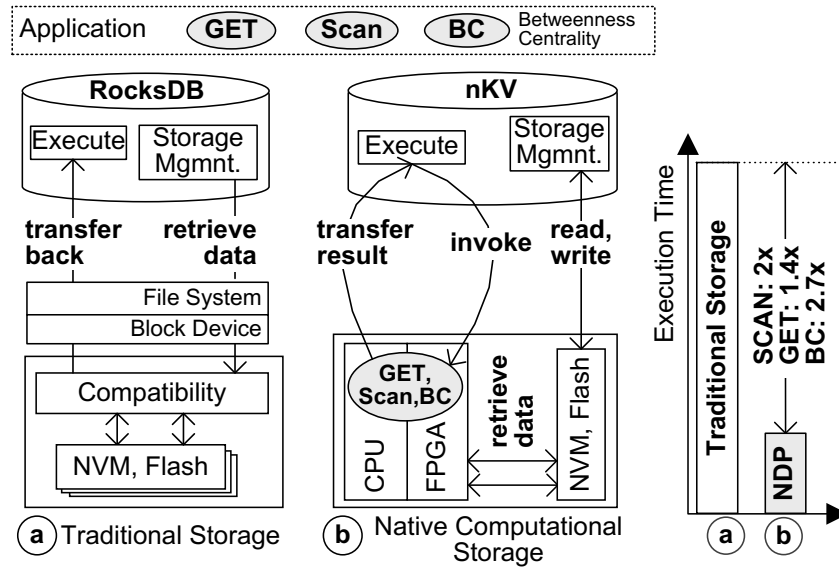 Application GET Scan BC Betweenness
Centrality
RocksDB
Execute
Storage
Mgmnt.
transfer
back
retrieve
data
File System
Block Device
Compatibility
NVM, Flash
a Traditional Storage
nKV
Execute
Storage
Mgmnt.
transfer
result
invoke
read,
write
GET,
Scan,BC
CPU
FPGA
retrieve
data
NVM, Flash
b Native Computational
Storage
Execution Time
Traditional Storage
SCAN: 2x
GET: 1.4x
BC: 2.7x
NDP
a
b